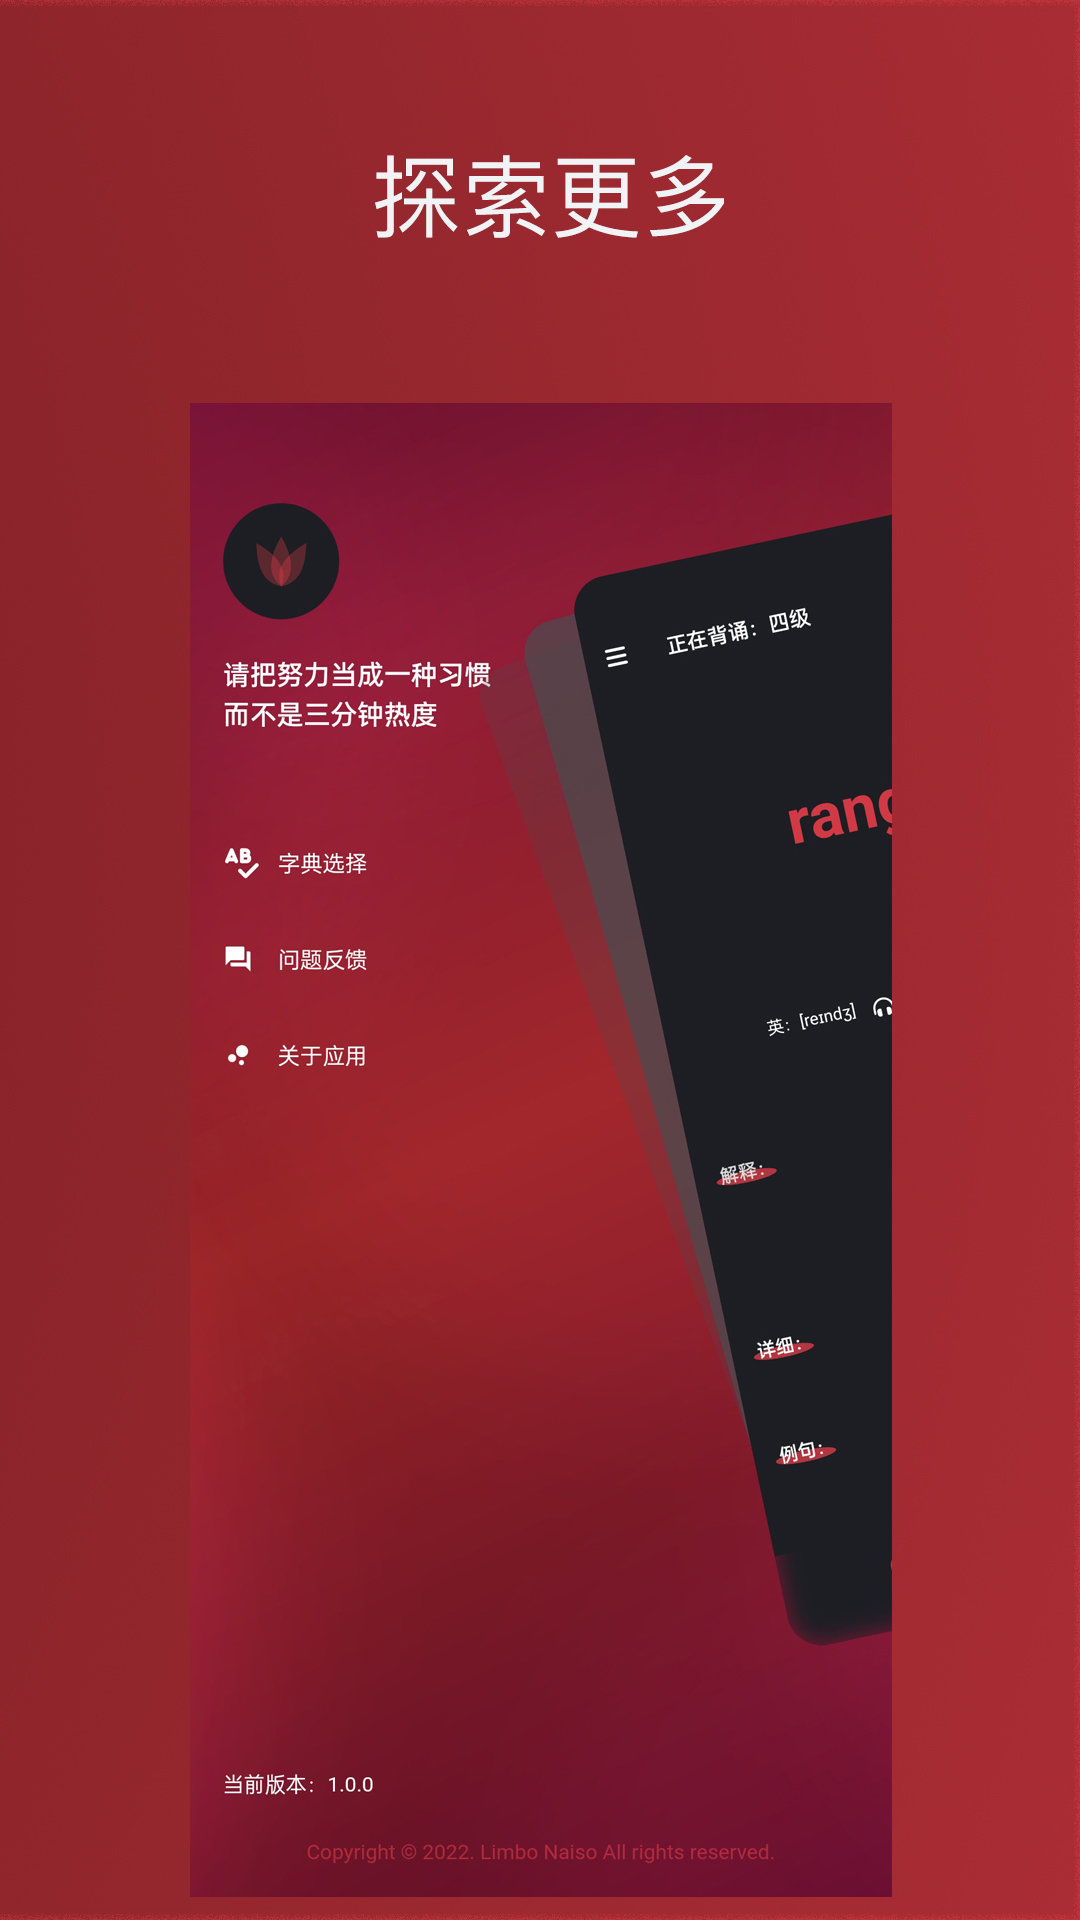 探索更多
请把努力当成一种习惯
而不是三分钟热度
AB
字典选择
问题反馈
关于应用
正在背诵：四级
rang
英：[reɪndʒ]
解释：
详细：
例句：
当前版本：1.0.0
Copyright © 2022. Limbo Naiso All rights reserved.